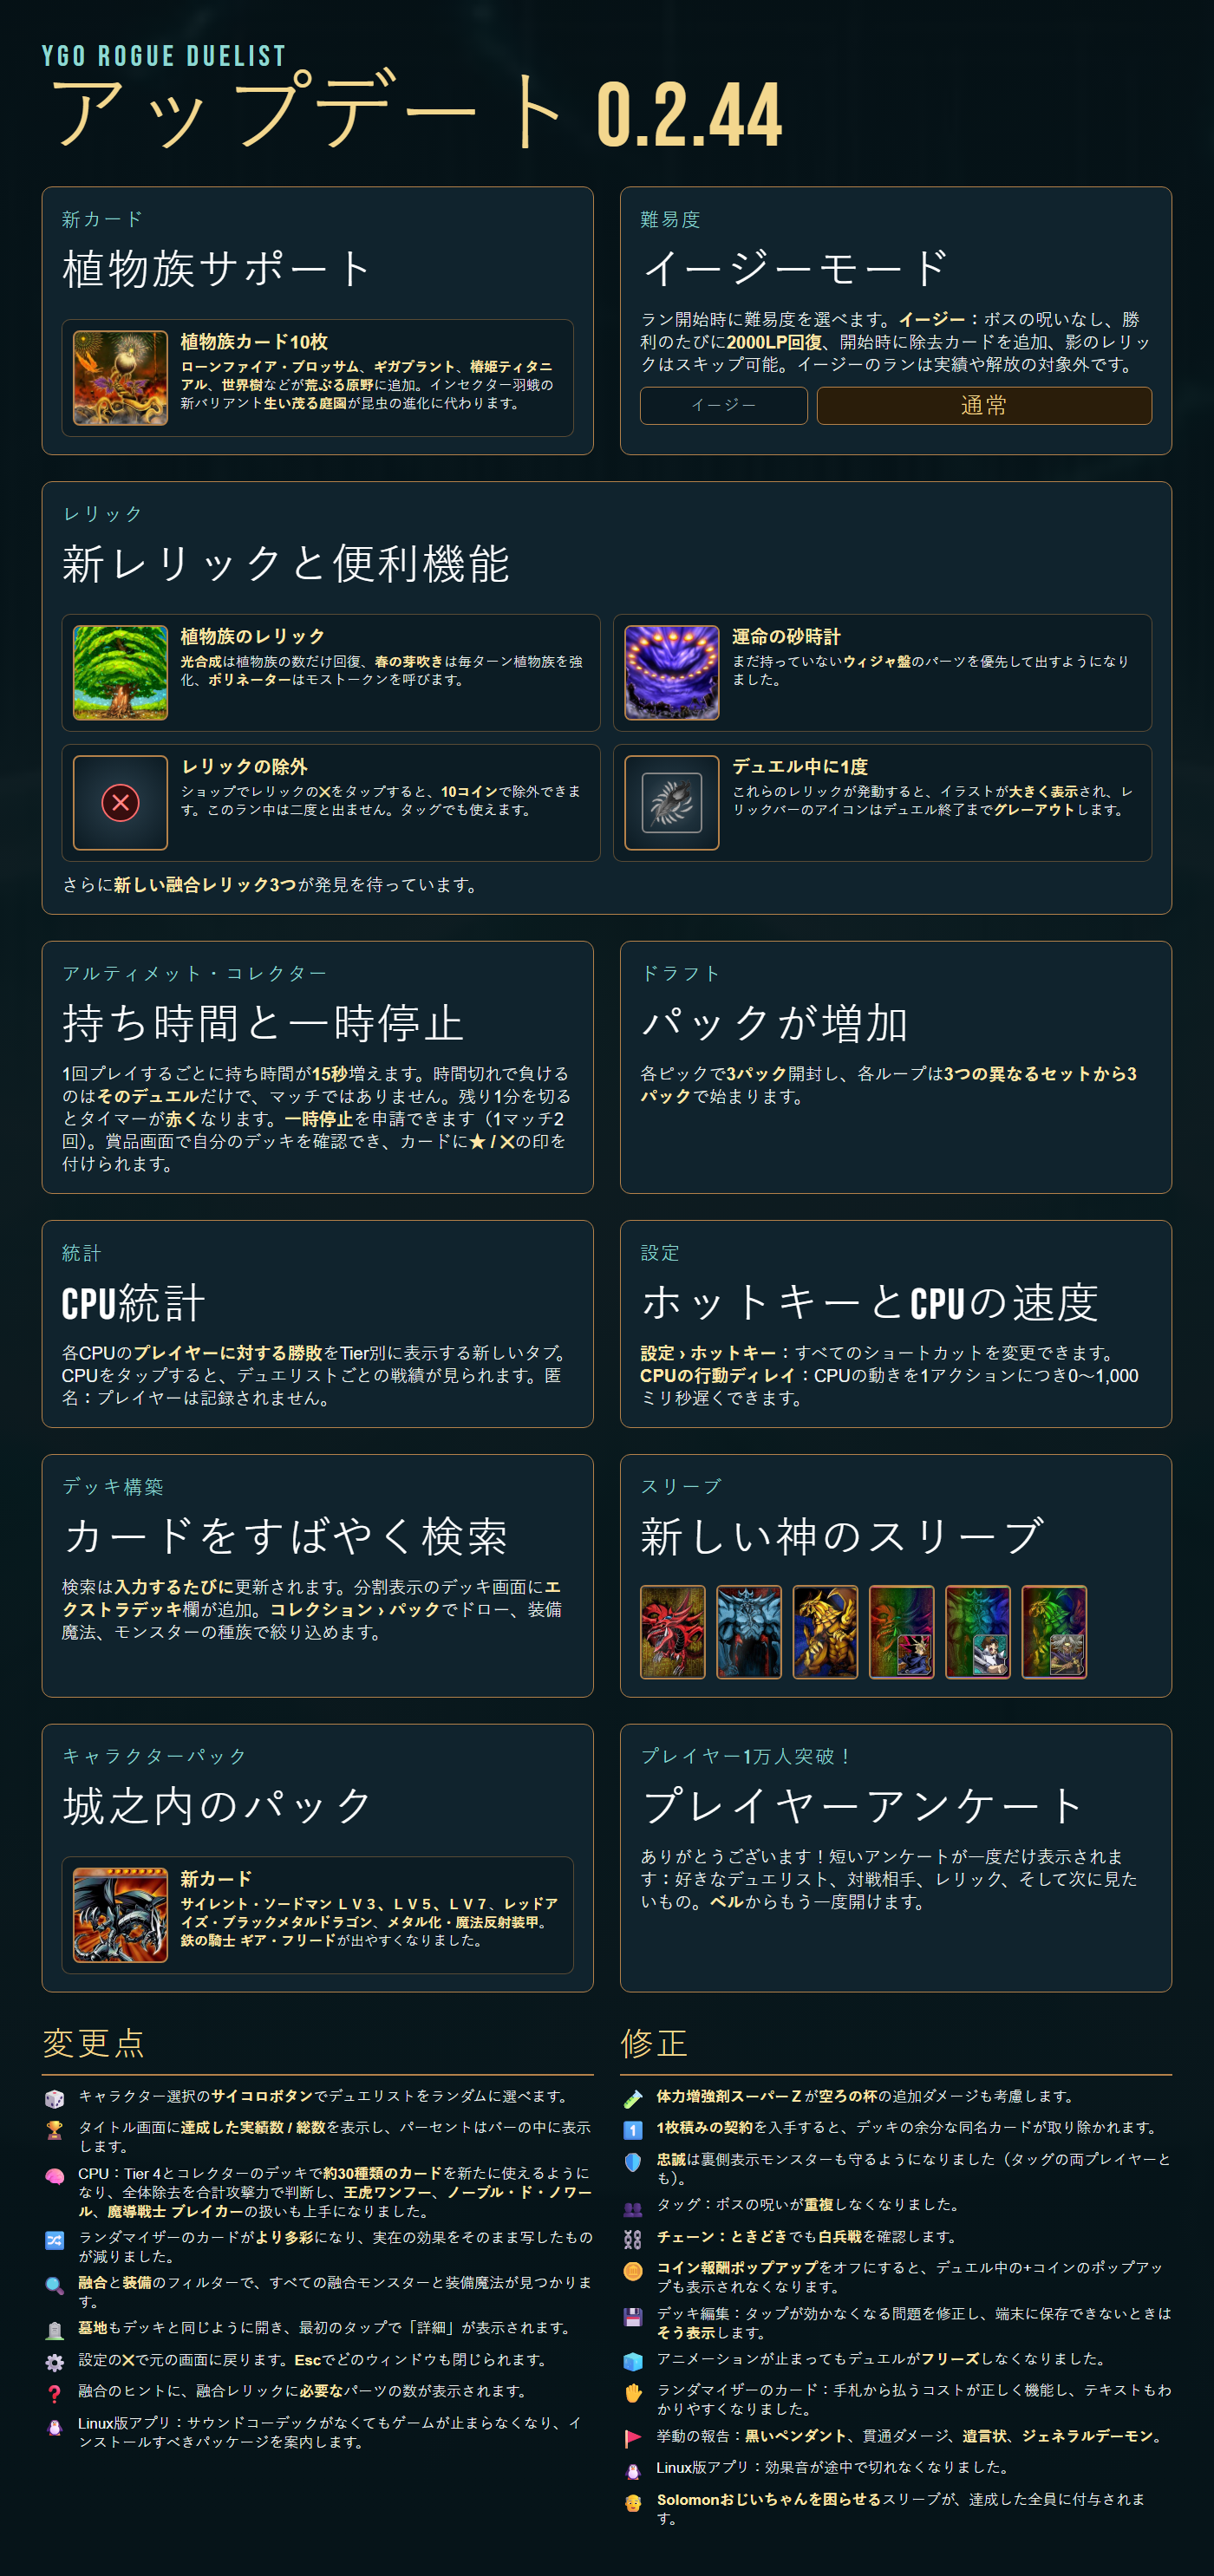 YGO ROGUE DUELIST
アップデート 0.2.44
新カード
植物族サポート
植物族カード10枚
ローンファイア・ブロッサム、ギガプラント、椿姫ティタニ
アル、世界樹などが荒ぶる原野に追加。インセクター羽蛾の
新バリアント生い茂る庭園が昆虫の進化に代わります。
難易度
イージーモード
ラン開始時に難易度を選べます。イージー：ボスの呪いなし、勝
利のたびに2000LP回復、開始時に除去カードを追加、影のレリッ
クはスキップ可能。イージーのランは実績や解放の対象外です。
イージー
通常
レリック
新レリックと便利機能
植物族のレリック
光合成は植物族の数だけ回復、春の芽吹きは毎ターン植物族を強
化、ポリネーターはモストークンを呼びます。
運命の砂時計
まだ持っていないウィジャ盤のパーツを優先して出すようになり
ました。
レリックの除外
ショップでレリックの✕をタップすると、10コインで除外できま
す。このラン中は二度と出ません。タッグでも使えます。
デュエル中に1度
これらのレリックが発動すると、イラストが大きく表示され、レ
リックバーのアイコンはデュエル終了までグレーアウトします。
さらに新しい融合レリック3つが発見を待っています。
アルティメット・コレクター
持ち時間と一時停止
1回プレイするごとに持ち時間が15秒増えます。時間切れで負ける
のはそのデュエルだけで、マッチではありません。残り1分を切る
とタイマーが赤くなります。一時停止を申請できます（1マッチ2
回）。賞品画面で自分のデッキを確認でき、カードに★ / ✕の印を
付けられます。
ドラフト
パックが増加
各ピックで3パック開封し、各ループは3つの異なるセットから3
パックで始まります。
統計
CPU統計
各CPUのプレイヤーに対する勝敗をTier別に表示する新しいタブ。
CPUをタップすると、デュエリストごとの戦績が見られます。匿
名：プレイヤーは記録されません。
設定
ホットキーとCPUの速度
設定 › ホットキー：すべてのショートカットを変更できます。
CPUの行動ディレイ：CPUの動きを1アクションにつき0～1,000
ミリ秒遅くできます。
デッキ構築
カードをすばやく検索
検索は入力するたびに更新されます。分割表示のデッキ画面にエ
クストラデッキ欄が追加。コレクション › パックでドロー、装備
魔法、モンスターの種族で絞り込めます。
スリーブ
新しい神のスリーブ
キャラクターパック
城之内のパック
新カード
サイレント・ソードマン ＬＶ３、ＬＶ５、ＬＶ７、レッドア
イズ・ブラックメタルドラゴン、メタル化・魔法反射装甲。
鉄の騎士 ギア・フリードが出やすくなりました。
プレイヤー1万人突破！
プレイヤーアンケート
ありがとうございます！短いアンケートが一度だけ表示されま
す：好きなデュエリスト、対戦相手、レリック、そして次に見た
いもの。ベルからもう一度開けます。
変更点
キャラクター選択のサイコロボタンでデュエリストをランダムに選べます。
タイトル画面に達成した実績数 / 総数を表示し、パーセントはバーの中に表示
します。
CPU：Tier 4とコレクターのデッキで約30種類のカードを新たに使えるように
なり、全体除去を合計攻撃力で判断し、王虎ワンフー、ノーブル・ド・ノワー
ル、魔導戦士 ブレイカーの扱いも上手になりました。
ランダマイザーのカードがより多彩になり、実在の効果をそのまま写したもの
が減りました。
融合と装備のフィルターで、すべての融合モンスターと装備魔法が見つかりま
す。
墓地もデッキと同じように開き、最初のタップで「詳細」が表示されます。
設定の✕で元の画面に戻ります。Escでどのウィンドウも閉じられます。
融合のヒントに、融合レリックに必要なパーツの数が表示されます。
Linux版アプリ：サウンドコーデックがなくてもゲームが止まらなくなり、イ
ンストールすべきパッケージを案内します。
修正
体力増強剤スーパーＺが空ろの杯の追加ダメージも考慮します。
1枚積みの契約を入手すると、デッキの余分な同名カードが取り除かれます。
忠誠は裏側表示モンスターも守るようになりました（タッグの両プレイヤーと
も）。
タッグ：ボスの呪いが重複しなくなりました。
チェーン：ときどきでも白兵戦を確認します。
コイン報酬ポップアップをオフにすると、デュエル中の+コインのポップアッ
プも表示されなくなります。
デッキ編集：タップが効かなくなる問題を修正し、端末に保存できないときは
そう表示します。
アニメーションが止まってもデュエルがフリーズしなくなりました。
ランダマイザーのカード：手札から払うコストが正しく機能し、テキストもわ
かりやすくなりました。
挙動の報告：黒いペンダント、貫通ダメージ、遺言状、ジェネラルデーモン。
Linux版アプリ：効果音が途中で切れなくなりました。
Solomonおじいちゃんを困らせるスリーブが、達成した全員に付与されま
す。